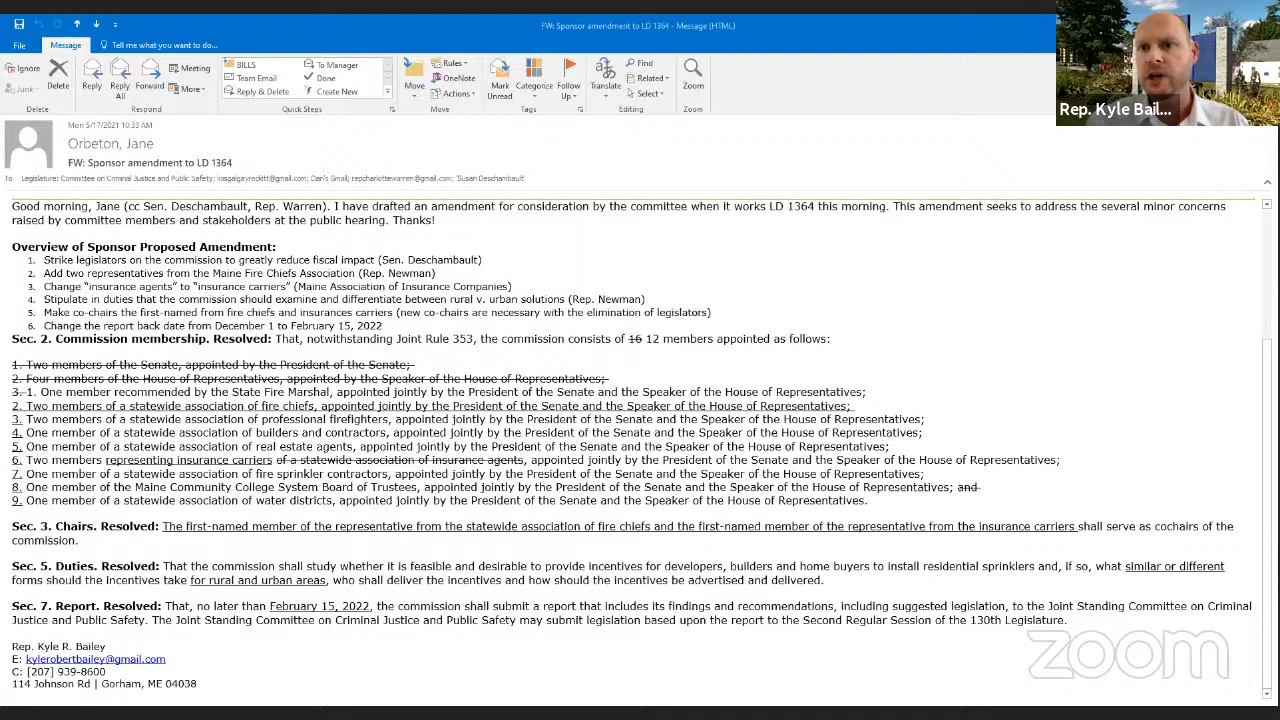 FW: Sponsor amendment to LD 1364 - Message (HTML)
File Message Tell me what you want to do...
Ignore
Junk
Delete
Reply
Reply All
Forward
Meeting
More
BILLS
Team Email
Reply & Delete
To Manager
Done
Create New
Move
Rules
OneNote
Actions
Mark Unread
Categorize
Follow Up
Translate
Find
Related
Select
Zoom
Delete Respond Quick Steps Move Tags Editing Zoom
Rep. Kyle Bail...
Mon 5/17/2021 10:33 AM
Orbeton, Jane
FW: Sponsor amendment to LD 1364
To Legislature: Committee on Criminal Justice and Public Safety; loisgalgayreckitt@gmail.com; Dan's Gmail; repcharlottewarren@gmail.com; 'Susan Deschambault'
Good morning, Jane (cc Sen. Deschambault, Rep. Warren). I have drafted an amendment for consideration by the committee when it works LD 1364 this morning. This amendment seeks to address the several minor concerns
raised by committee members and stakeholders at the public hearing. Thanks!
Overview of Sponsor Proposed Amendment:
1. Strike legislators on the commission to greatly reduce fiscal impact (Sen. Deschambault)
2. Add two representatives from the Maine Fire Chiefs Association (Rep. Newman)
3. Change "insurance agents" to "insurance carriers" (Maine Association of Insurance Companies)
4. Stipulate in duties that the commission should examine and differentiate between rural v. urban solutions (Rep. Newman)
5. Make co-chairs the first-named from fire chiefs and insurances carriers (new co-chairs are necessary with the elimination of legislators)
6. Change the report back date from December 1 to February 15, 2022
Sec. 2. Commission membership. Resolved: That, notwithstanding Joint Rule 353, the commission consists of 16 12 members appointed as follows:
1. Two members of the Senate, appointed by the President of the Senate;
2. Four members of the House of Representatives, appointed by the Speaker of the House of Representatives;
3. 1. One member recommended by the State Fire Marshal, appointed jointly by the President of the Senate and the Speaker of the House of Representatives;
2. Two members of a statewide association of fire chiefs, appointed jointly by the President of the Senate and the Speaker of the House of Representatives;
3. Two members of a statewide association of professional firefighters, appointed jointly by the President of the Senate and the Speaker of the House of Representatives;
4. One member of a statewide association of builders and contractors, appointed jointly by the President of the Senate and the Speaker of the House of Representatives;
5. One member of a statewide association of real estate agents, appointed jointly by the President of the Senate and the Speaker of the House of Representatives;
6. Two members representing insurance carriers of a statewide association of insurance agents, appointed jointly by the President of the Senate and the Speaker of the House of Representatives;
7. One member of a statewide association of fire sprinkler contractors, appointed jointly by the President of the Senate and the Speaker of the House of Representatives;
8. One member of the Maine Community College System Board of Trustees, appointed jointly by the President of the Senate and the Speaker of the House of Representatives; and
9. One member of a statewide association of water districts, appointed jointly by the President of the Senate and the Speaker of the House of Representatives.
Sec. 3. Chairs. Resolved: The first-named member of the representative from the statewide association of fire chiefs and the first-named member of the representative from the insurance carriers shall serve as cochairs of the
commission.
Sec. 5. Duties. Resolved: That the commission shall study whether it is feasible and desirable to provide incentives for developers, builders and home buyers to install residential sprinklers and, if so, what similar or different
forms should the incentives take for rural and urban areas, who shall deliver the incentives and how should the incentives be advertised and delivered.
Sec. 7. Report. Resolved: That, no later than February 15, 2022, the commission shall submit a report that includes its findings and recommendations, including suggested legislation, to the Joint Standing Committee on Criminal
Justice and Public Safety. The Joint Standing Committee on Criminal Justice and Public Safety may submit legislation based upon the report to the Second Regular Session of the 130th Legislature.
Rep. Kyle R. Bailey
E: kylerobertbailey@gmail.com
C: [207] 939-8600
114 Johnson Rd | Gorham, ME 04038
zoom